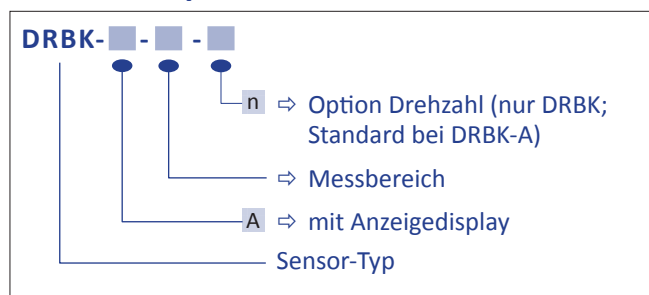 DRBK- - -
n ⇨ Option Drehzahl (nur DRBK;
Standard bei DRBK-A)
⇨ Messbereich
A ⇨ mit Anzeigedisplay
Sensor-Typ